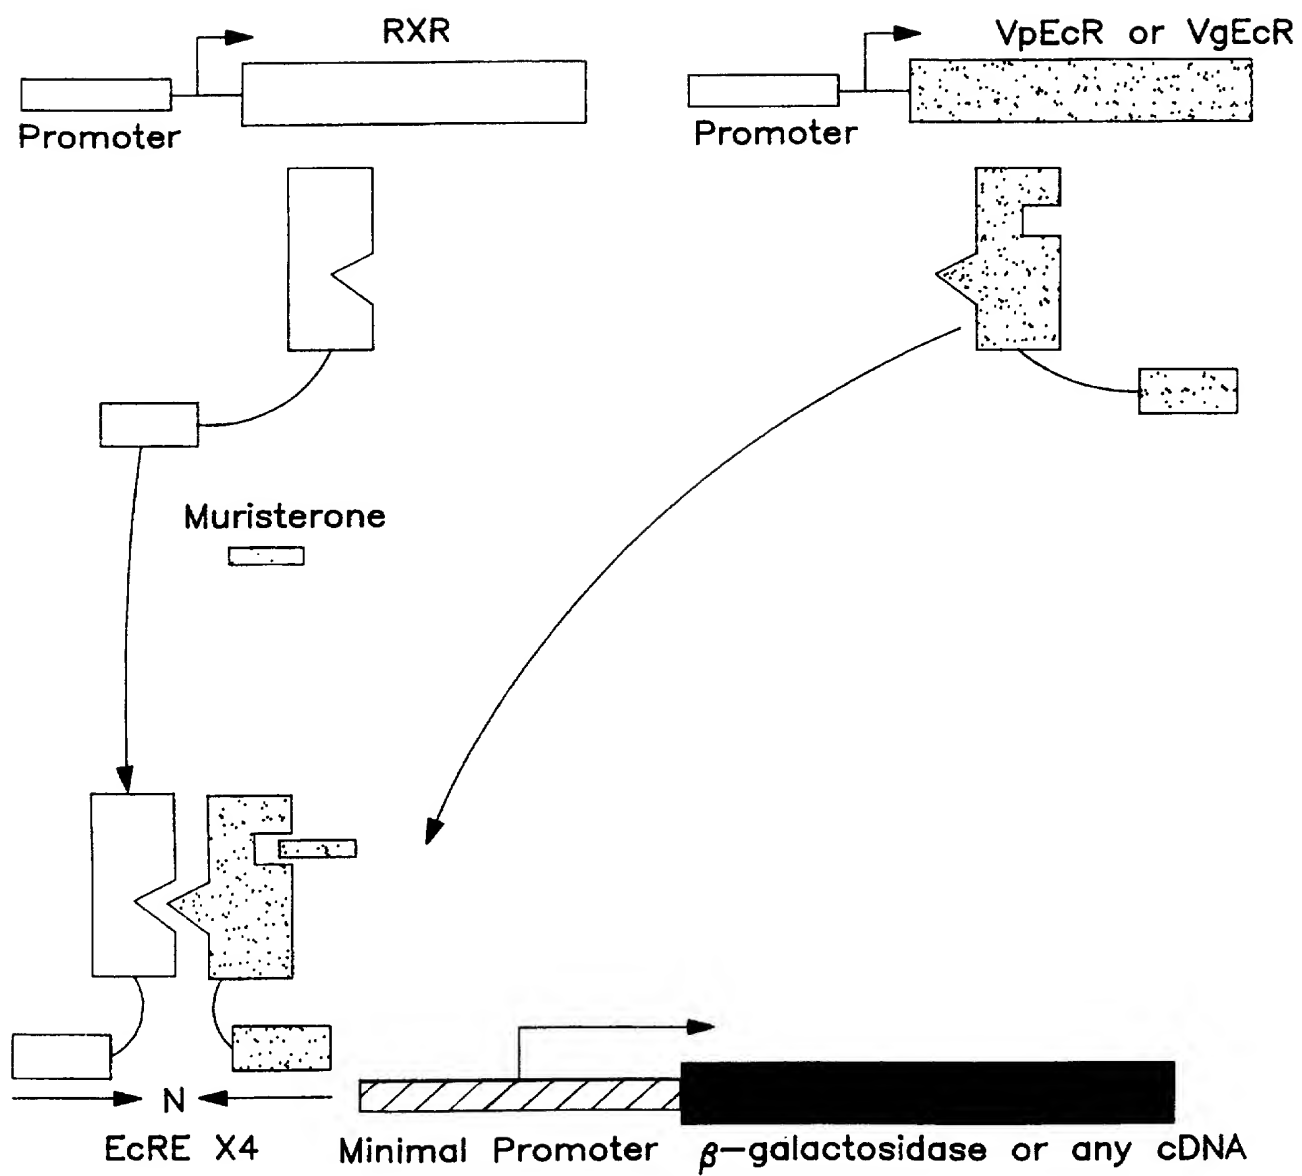 RXR
VpEcR or VgEcR
Promoter
Promoter
Muristerone
N
EcRE X4
Minimal Promoter
β-galactosidase or any cDNA